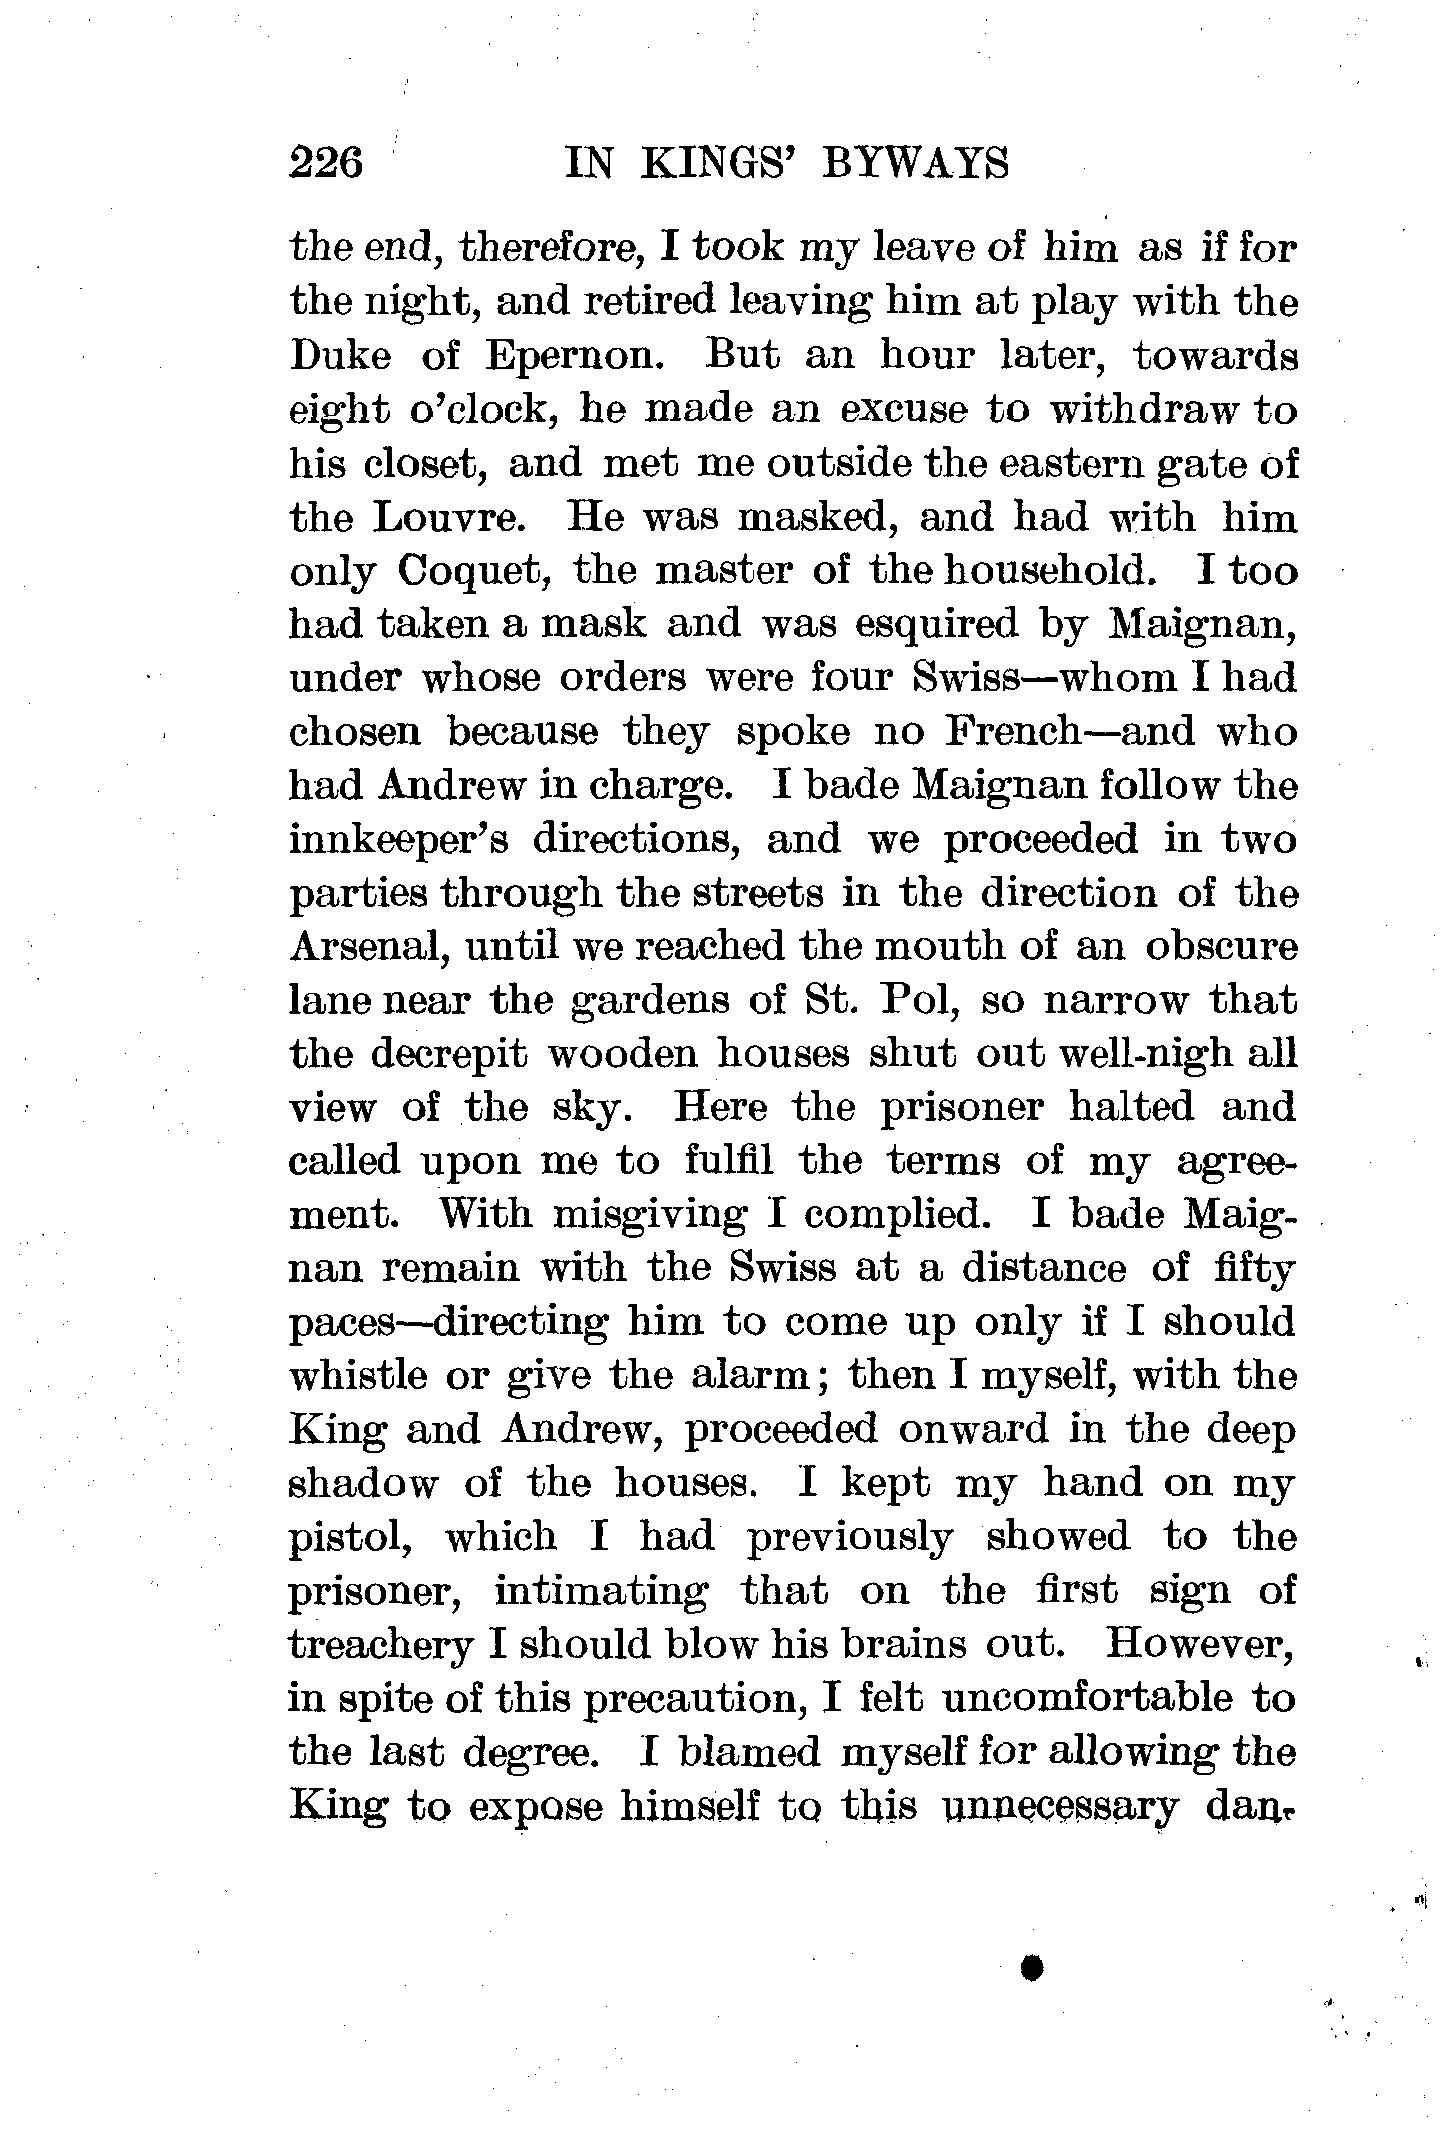 226 IN KINGS' BYWAYS
the end, therefore, I took my leave of him as if for
the night, and retired leaving him at play with the
Duke of Epernon. But an hour later, towards
eight o'clock, he made an excuse to withdraw to
his closet, and met me outside the eastern gate of
the Louvre. He was masked, and had with him
only Coquet, the master of the household. I too
had taken a mask and was esquired by Maignan,
under whose orders were four Swiss—whom I had
chosen because they spoke no French—and who
had Andrew in charge. I bade Maignan follow the
innkeeper's directions, and we proceeded in two
parties through the streets in the direction of the
Arsenal, until we reached the mouth of an obscure
lane near the gardens of St. Pol, so narrow that
the decrepit wooden houses shut out well-nigh all
view of the sky. Here the prisoner halted and
called upon me to fulfil the terms of my agree-
ment. With misgiving I complied. I bade Maig-
nan remain with the Swiss at a distance of fifty
paces—directing him to come up only if I should
whistle or give the alarm; then I myself, with the
King and Andrew, proceeded onward in the deep
shadow of the houses. I kept my hand on my
pistol, which I had previously showed to the
prisoner, intimating that on the first sign of
treachery I should blow his brains out. However,
in spite of this precaution, I felt uncomfortable to
the last degree. I blamed myself for allowing the
King to expose himself to this unnecessary dan-